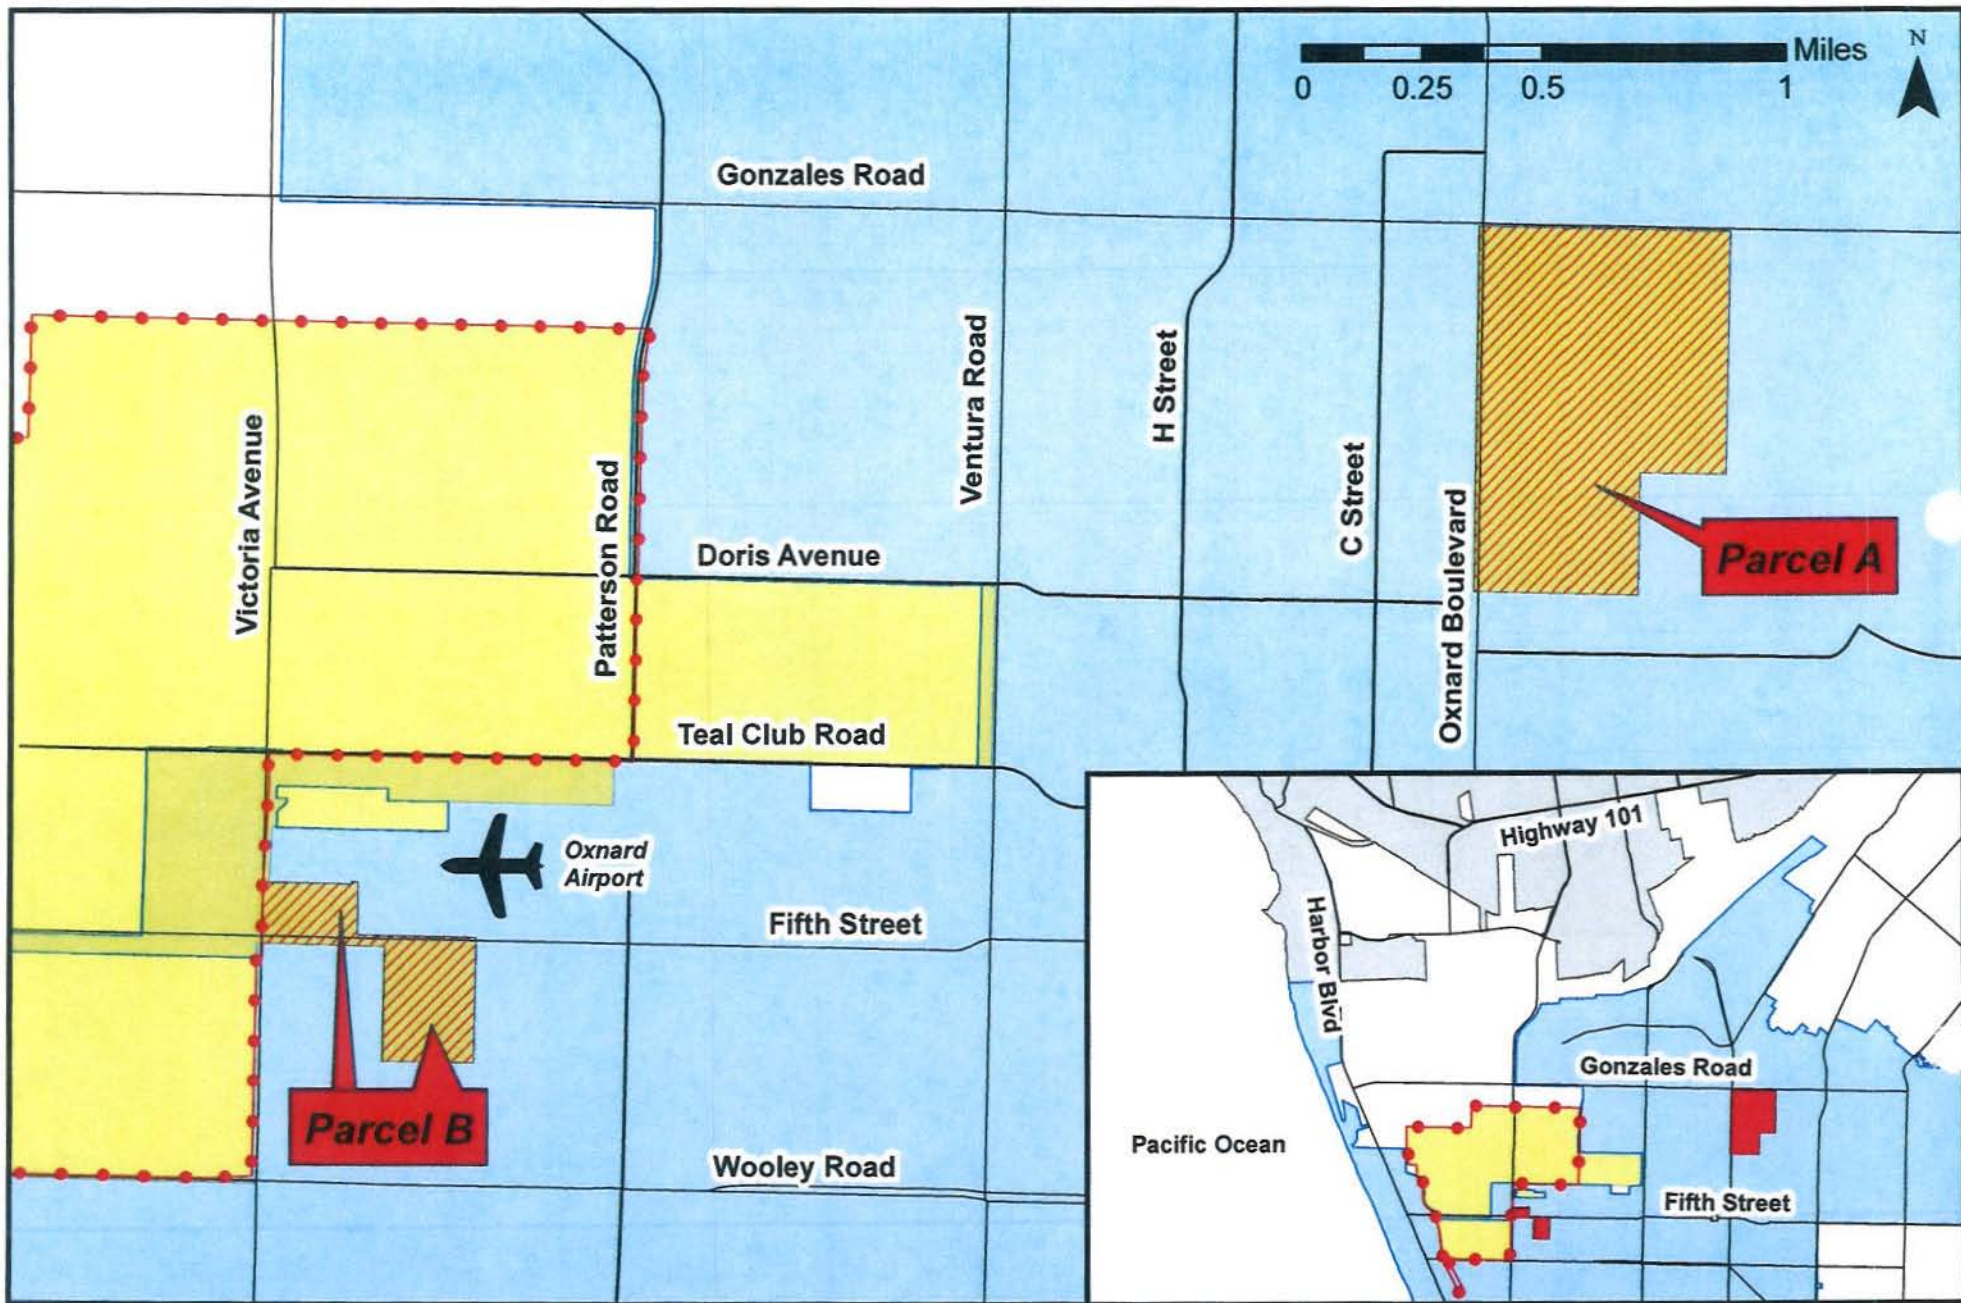 Miles
N
0
0.25
0.5
1
Gonzales Road
Victoria Avenue
Patterson Road
Ventura Road
H Street
C Street
Oxnard Boulevard
Parcel A
Doris Avenue
Teal Club Road
Oxnard
Airport
Fifth Street
Parcel B
Wooley Road
Highway 101
Harbor Blvd
Gonzales Road
Pacific Ocean
Fifth Street